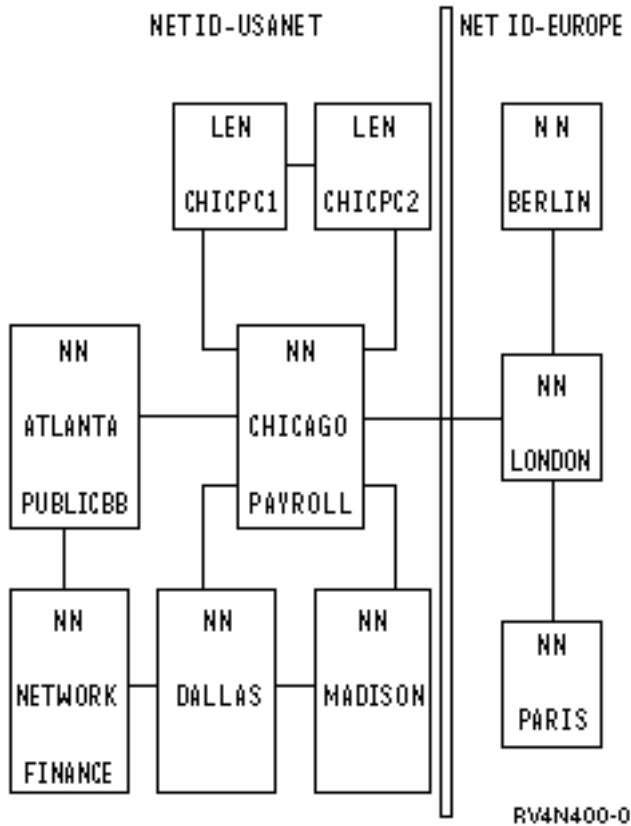 NETID-USANET
NET ID-EUROPE
LEN
CHICPC1
LEN
CHICPC2
N N
BERLIN
NN
ATLANTA
PUBLICBB
NN
CHICAGO
PAYROLL
NN
LONDON
NN
NETWORK
FINANCE
NN
DALLAS
NN
MADISON
NN
PARIS
RV4N400-0